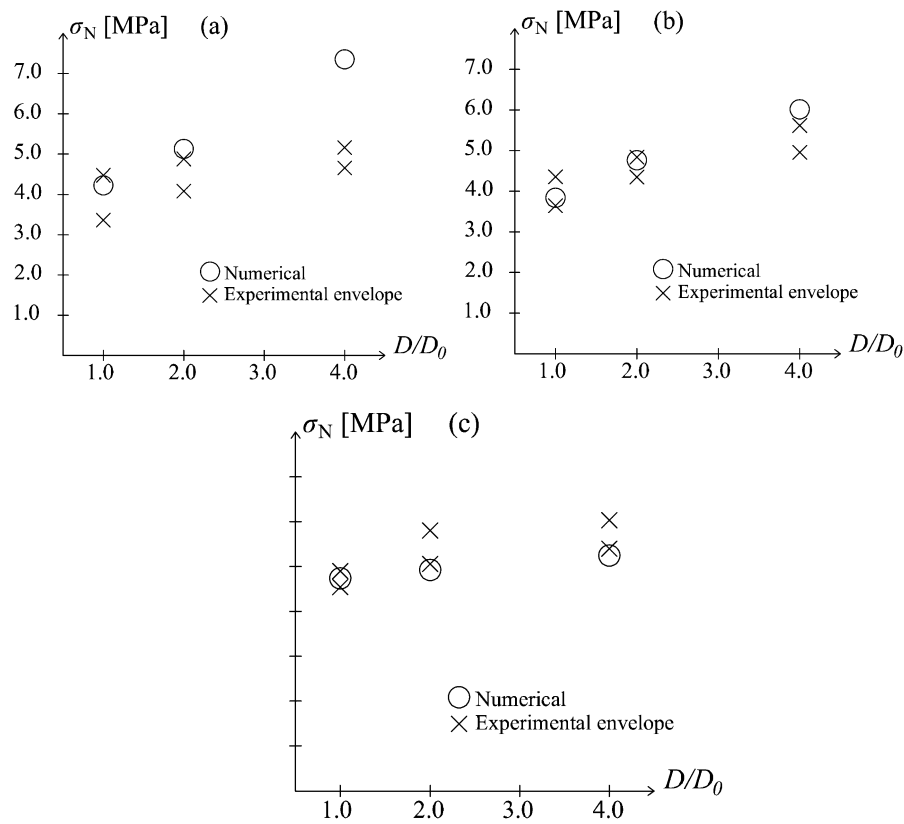 σN [MPa] (a)
7.0
6.0
5.0
4.0
3.0
2.0
1.0
Numerical
Experimental envelope
1.0 2.0 3.0 4.0
D/D0
σN [MPa] (b)
7.0
6.0
5.0
4.0
3.0
2.0
1.0
Numerical
Experimental envelope
1.0 2.0 3.0 4.0
D/D0
σN [MPa] (c)
Numerical
Experimental envelope
1.0 2.0 3.0 4.0
D/D0